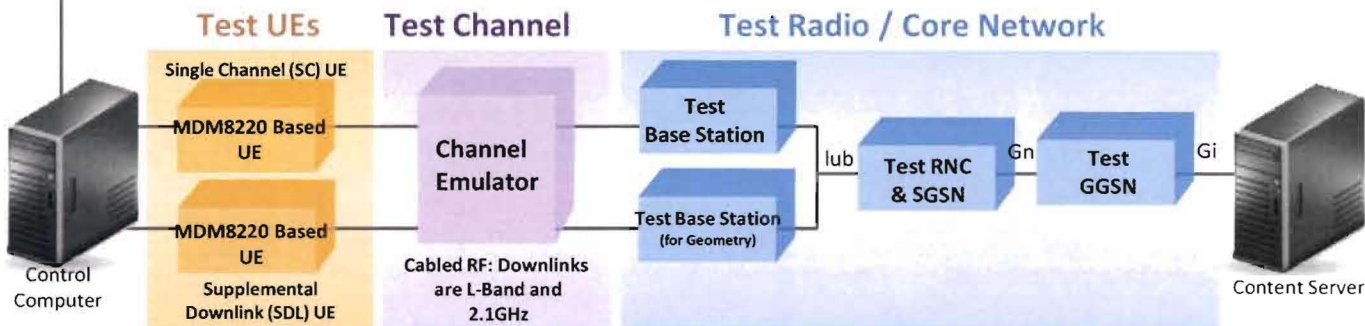 Test UEs
Test Channel
Test Radio / Core Network
Single Channel (SC) UE
MDM8220 Based
UE
MDM8220 Based
UE
Supplemental
Downlink (SDL) UE
Control
Computer
Channel
Emulator
Cabled RF: Downlinks
are L-Band and
2.1GHz
Test
Base Station
Test Base Station
(for Geometry)
Iub
Test RNC
& SGSN
Gn
Test
GGSN
Gi
Content Server